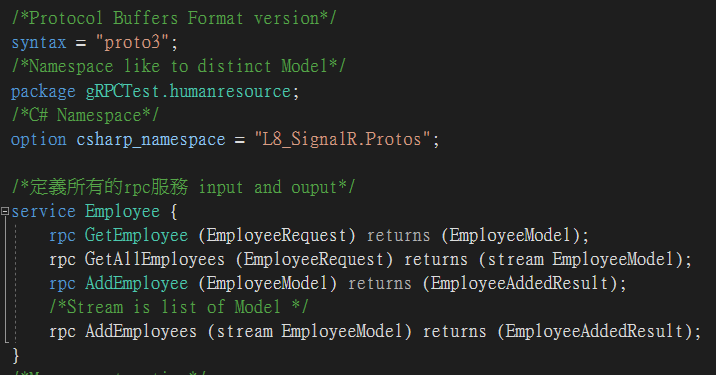 /*Protocol Buffers Format version*/
syntax = "proto3";
/*Namespace like to distinct Model*/
package gRPCTest.humanresource;
/*C# Namespace*/
option csharp_namespace = "L8_SignalR.Protos";
/*定義所有的rpc服務 input and ouput*/
service Employee {
rpc GetEmployee (EmployeeRequest) returns (EmployeeModel);
rpc GetAllEmployees (EmployeeRequest) returns (stream EmployeeModel);
rpc AddEmployee (EmployeeModel) returns (EmployeeAddedResult);
/*Stream is list of Model */
rpc AddEmployees (stream EmployeeModel) returns (EmployeeAddedResult);
}